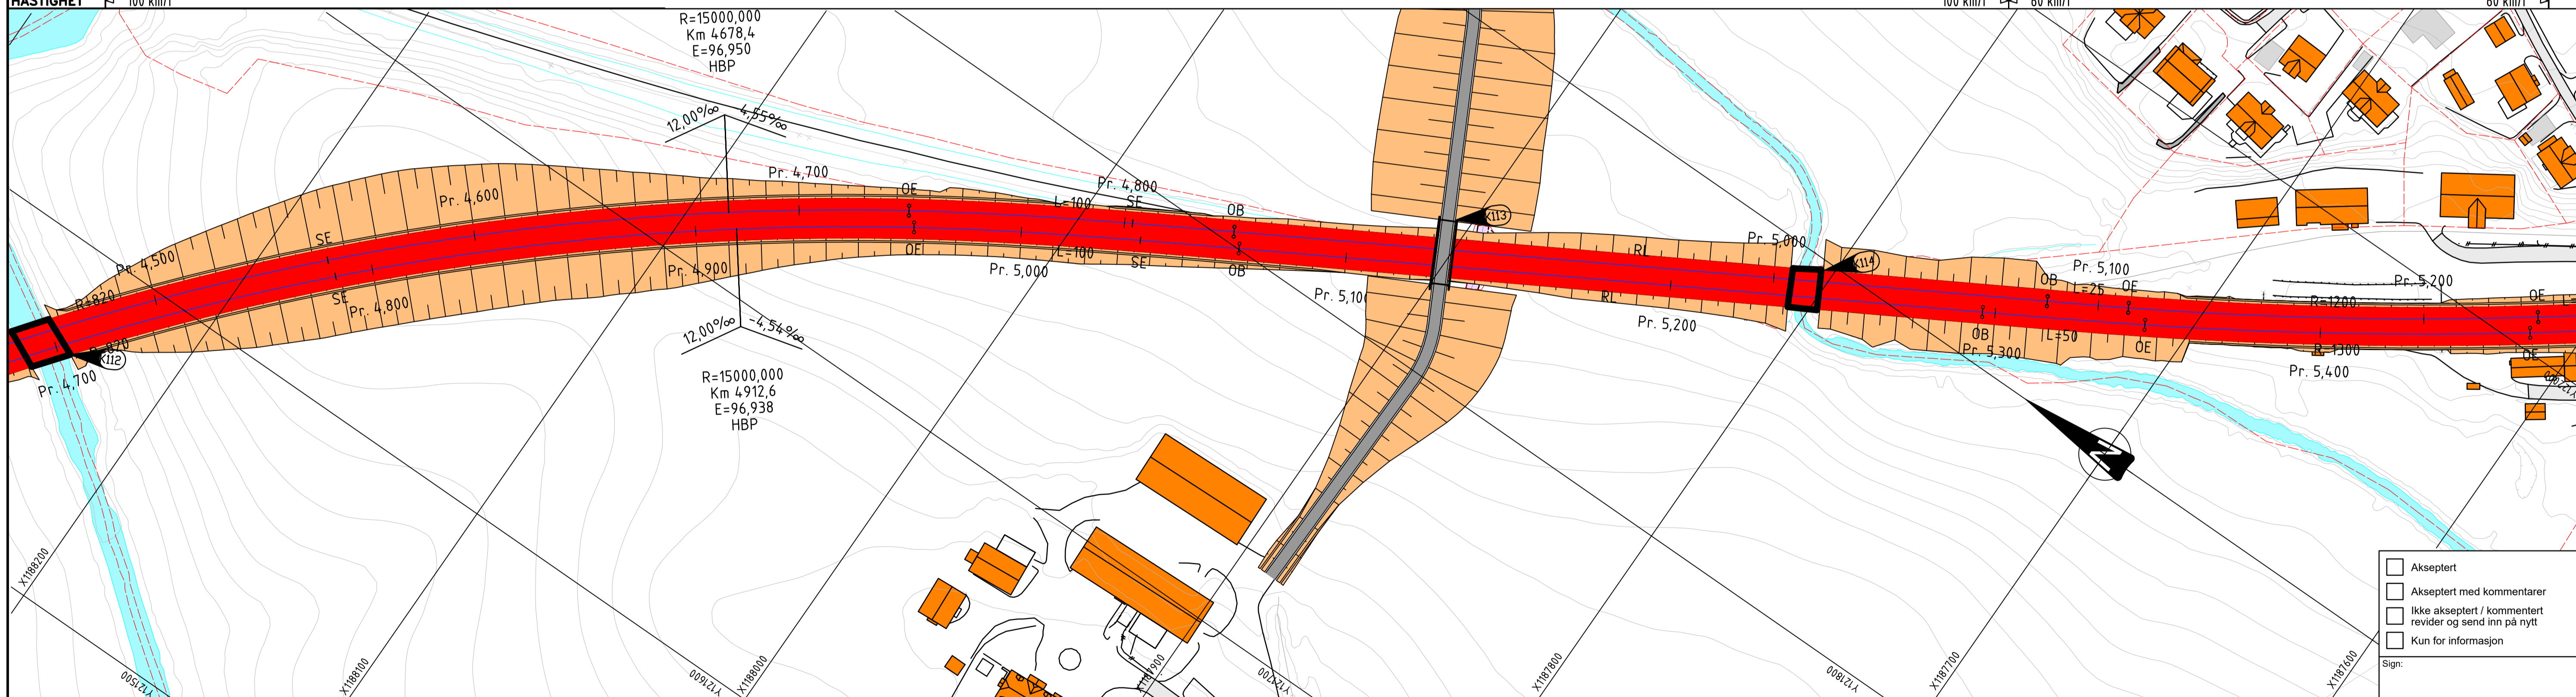 HASTIGHET
100 km/t
100 km/t
60 km/t
60 km/t
R=15000,000
Km 4678,4
E=96,950
HBP
12,00‰
4,55‰
Pr. 4,500
SE
Pr. 4,600
Pr. 4,700
OE
L=100
Pr. 4,800
SE
OB
K113
RL
Pr. 5,000
K114
OB
L=25
Pr. 5,100
OE
R=1200
Pr. 5,200
OE
R=820
R=820
K112
Pr. 4,700
SE
Pr. 4,800
Pr. 4,900
OE
Pr. 5,000
L=100
SE
OB
Pr. 5,100
RL
Pr. 5,200
OB
Pr. 5,300
L=50
OE
R=1300
Pr. 5,400
OE
12,00‰
-4,54‰
R=15000,000
Km 4912,6
E=96,938
HBP
N
X1188200
Y121500
X1188100
Y121600
X1188000
X1187900
Y121700
X1187800
Y121800
X1187700
X1187600
Akseptert
Akseptert med kommentarer
Ikke akseptert / kommentert
revider og send inn på nytt
Kun for informasjon
Sign: